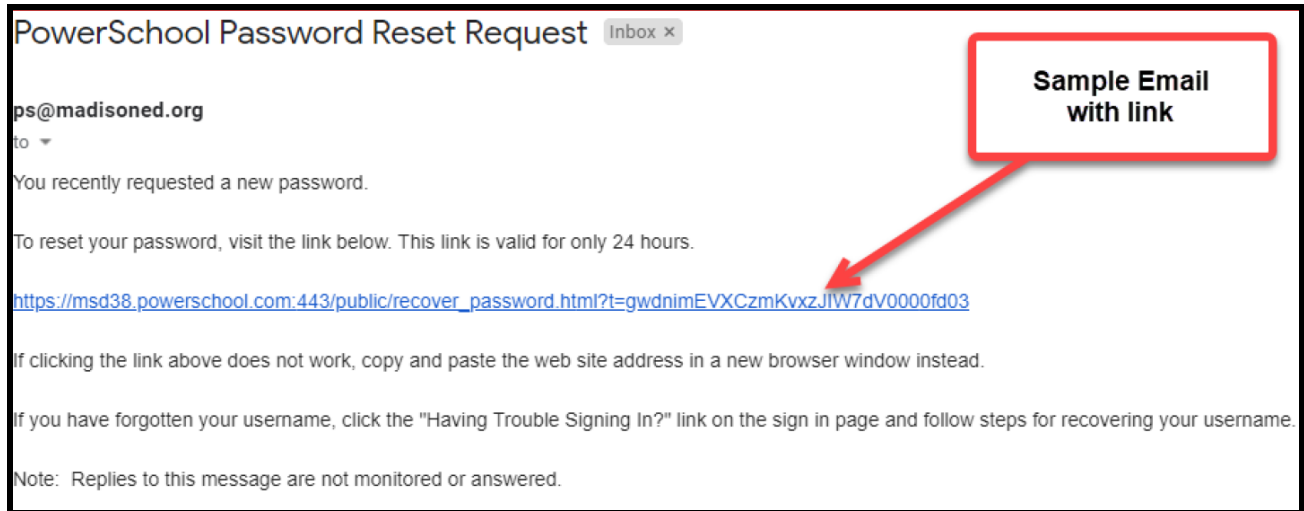 PowerSchool Password Reset Request Inbox ×
Sample Email
with link
ps@madisoned.org
to
You recently requested a new password.
To reset your password, visit the link below. This link is valid for only 24 hours.
https://msd38.powerschool.com:443/public/recover_password.html?t=gwdnimEVXCzmKvxzJIW7dV0000fd03
If clicking the link above does not work, copy and paste the web site address in a new browser window instead.
If you have forgotten your username, click the "Having Trouble Signing In?" link on the sign in page and follow steps for recovering your username.
Note:  Replies to this message are not monitored or answered.